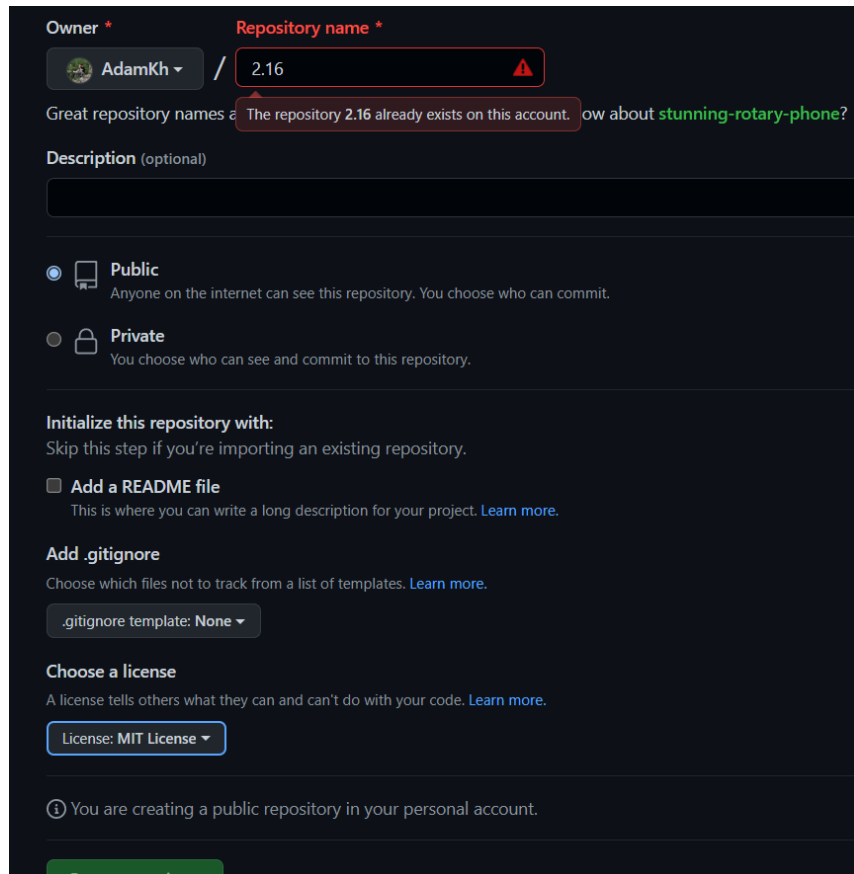 Owner * Repository name *
AdamKh / 2.16
Great repository names a
The repository 2.16 already exists on this account.
ow about stunning-rotary-phone?
Description (optional)
Public
Anyone on the internet can see this repository. You choose who can commit.
Private
You choose who can see and commit to this repository.
Initialize this repository with:
Skip this step if you're importing an existing repository.
Add a README file
This is where you can write a long description for your project. Learn more.
Add .gitignore
Choose which files not to track from a list of templates. Learn more.
.gitignore template: None
Choose a license
A license tells others what they can and can't do with your code. Learn more.
License: MIT License
You are creating a public repository in your personal account.